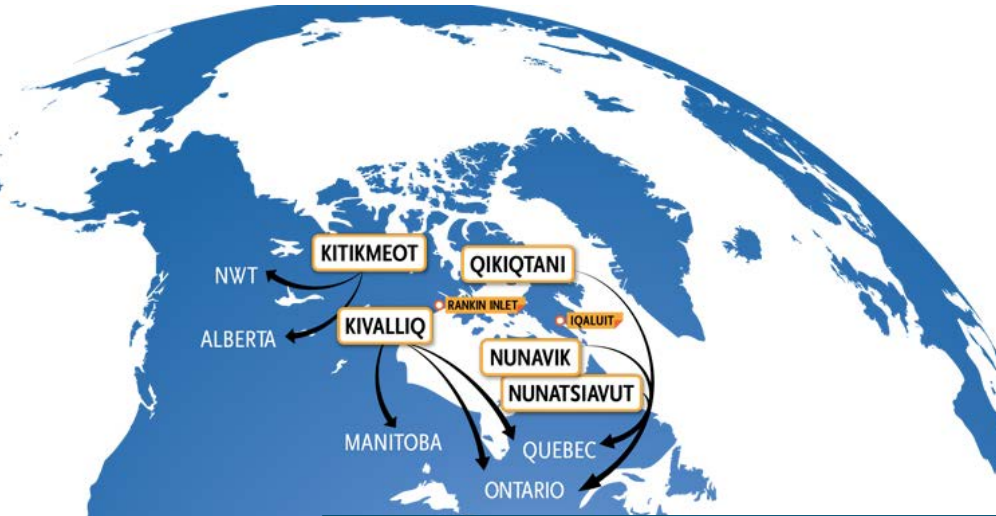 KITIKMEOT
QIKIQTANI
NWT
RANKIN INLET
IQALUIT
KIVALLIQ
ALBERTA
NUNAVIK
NUNATSIAVUT
MANITOBA
QUEBEC
ONTARIO